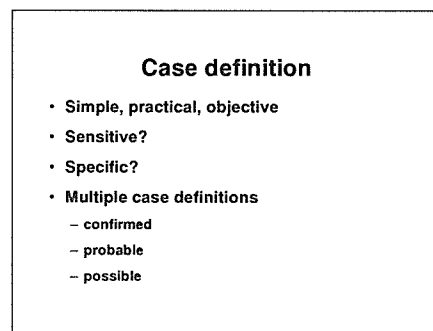 Case definition
• Simple, practical, objective
• Sensitive?
• Specific?
• Multiple case definitions
– confirmed
– probable
– possible